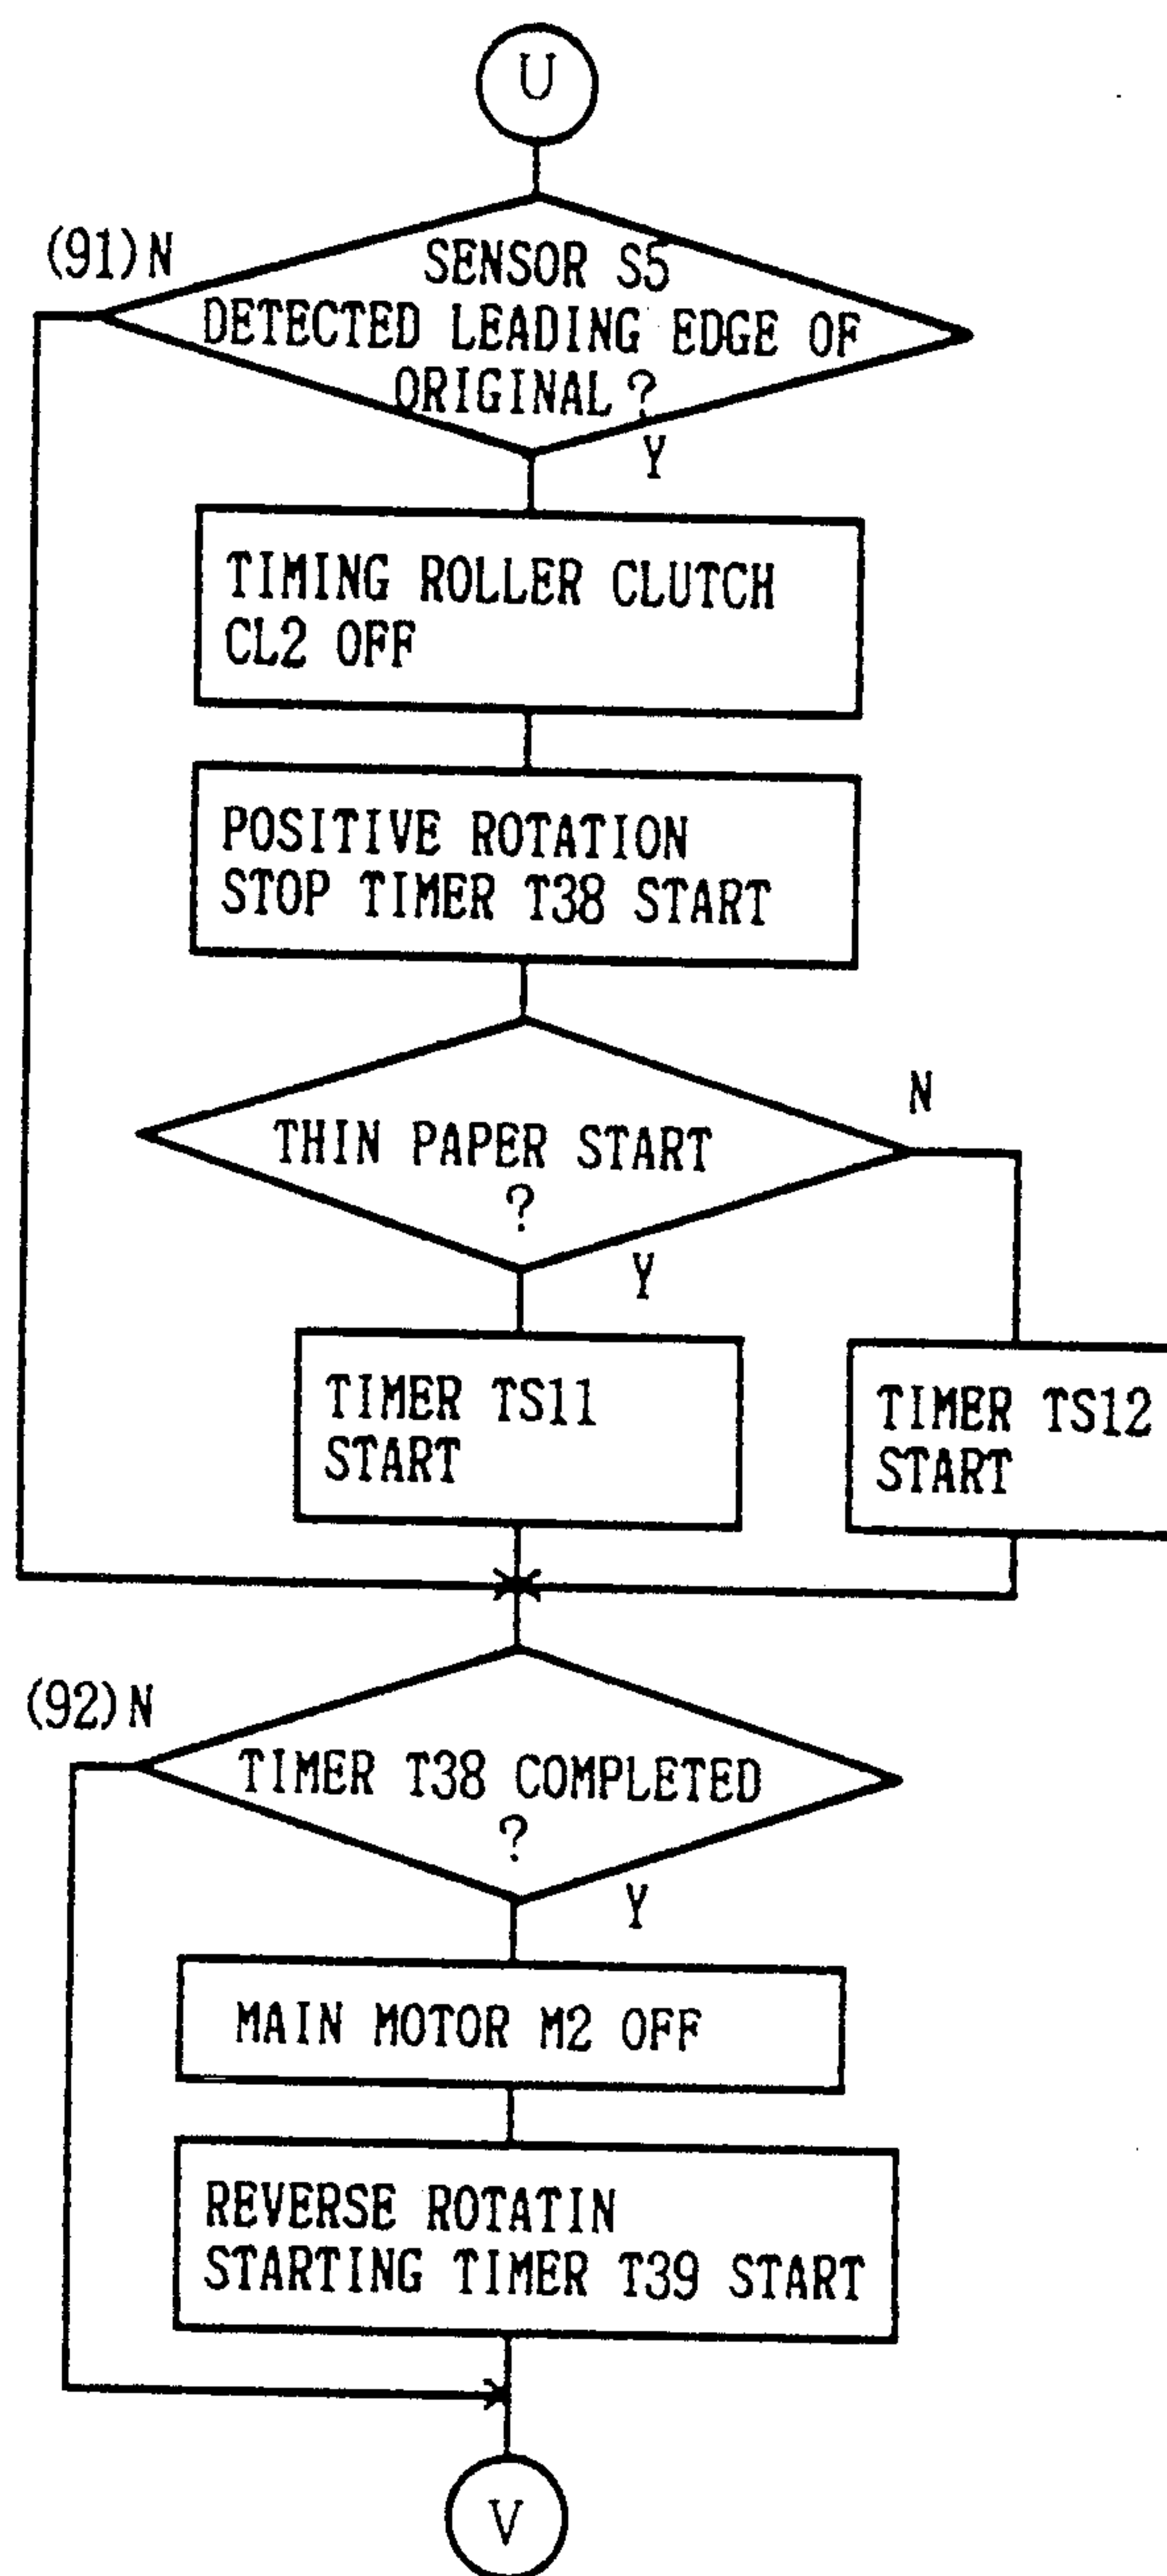 U
(91) N
SENSOR S5
DETECTED LEADING EDGE OF
ORIGINAL ?
Y
TIMING ROLLER CLUTCH
CL2 OFF
POSITIVE ROTATION
STOP TIMER T38 START
THIN PAPER START
?
N
Y
TIMER TS11
START
TIMER TS12
START
(92) N
TIMER T38 COMPLETED
?
Y
MAIN MOTOR M2 OFF
REVERSE ROTATIN
STARTING TIMER T39 START
V